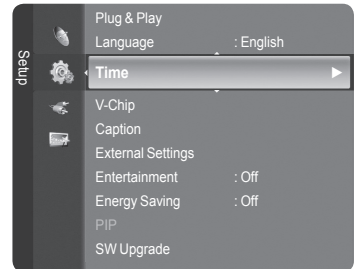 Setup
Plug & Play
Language : English
Time
V-Chip
Caption
External Settings
Entertainment : Off
Energy Saving : Off
PIP
SW Upgrade